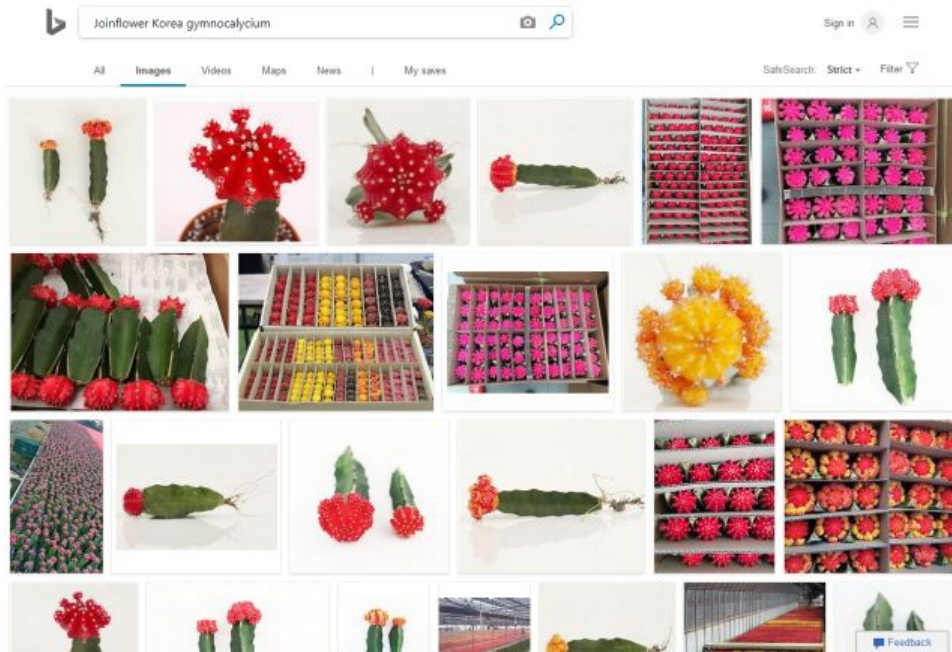 Joinflower Korea gymnocalycium
Sign in
All Images Videos Maps News | My saves
SafeSearch: Strict Filter
Feedback